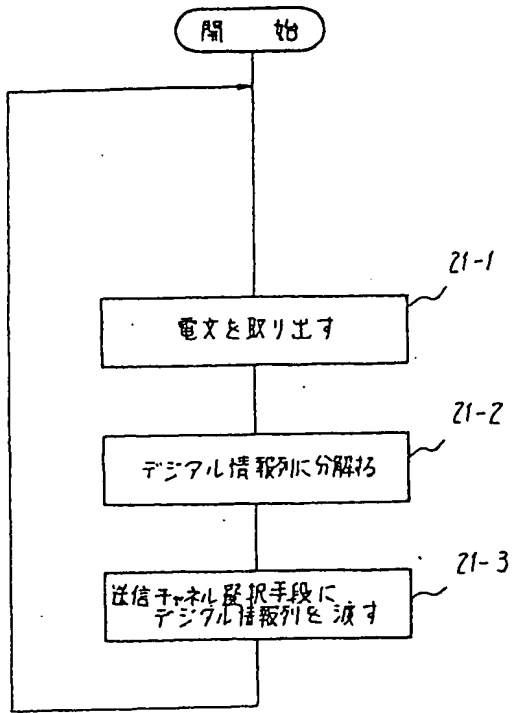 開 始
21-1
電文を取り出す
21-2
デジタル情報列に分解する
21-3
送信チャネル選択手段に
デジタル情報列を渡す